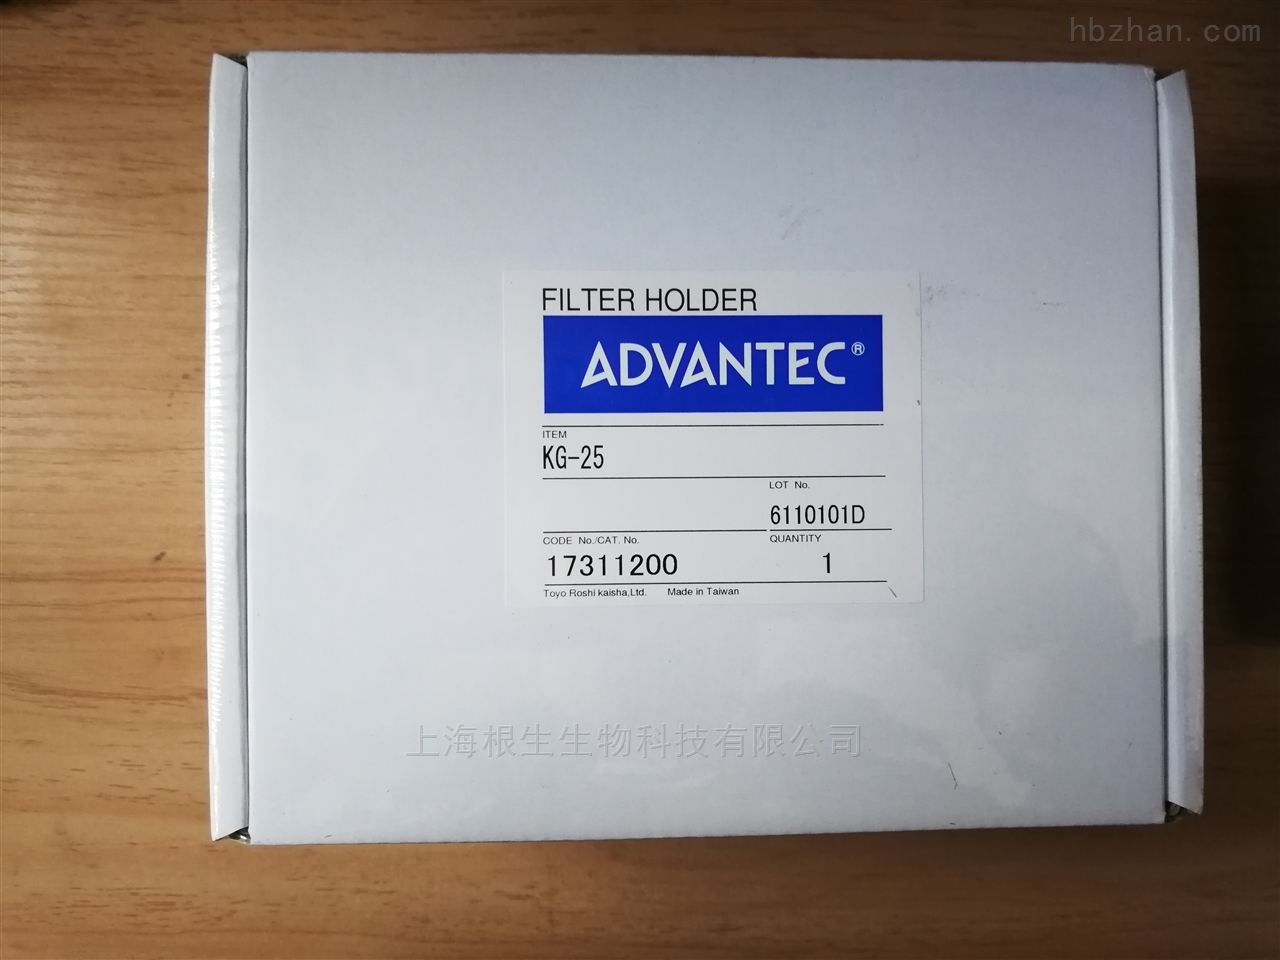 hbzhan.com
FILTER HOLDER
ADVANTEC®
ITEM
KG-25
LOT No.
6110101D
CODE No./CAT. No.
QUANTITY
17311200
1
Toyo Roshi kaisha,Ltd. Made in Taiwan
上海根生生物科技有限公司